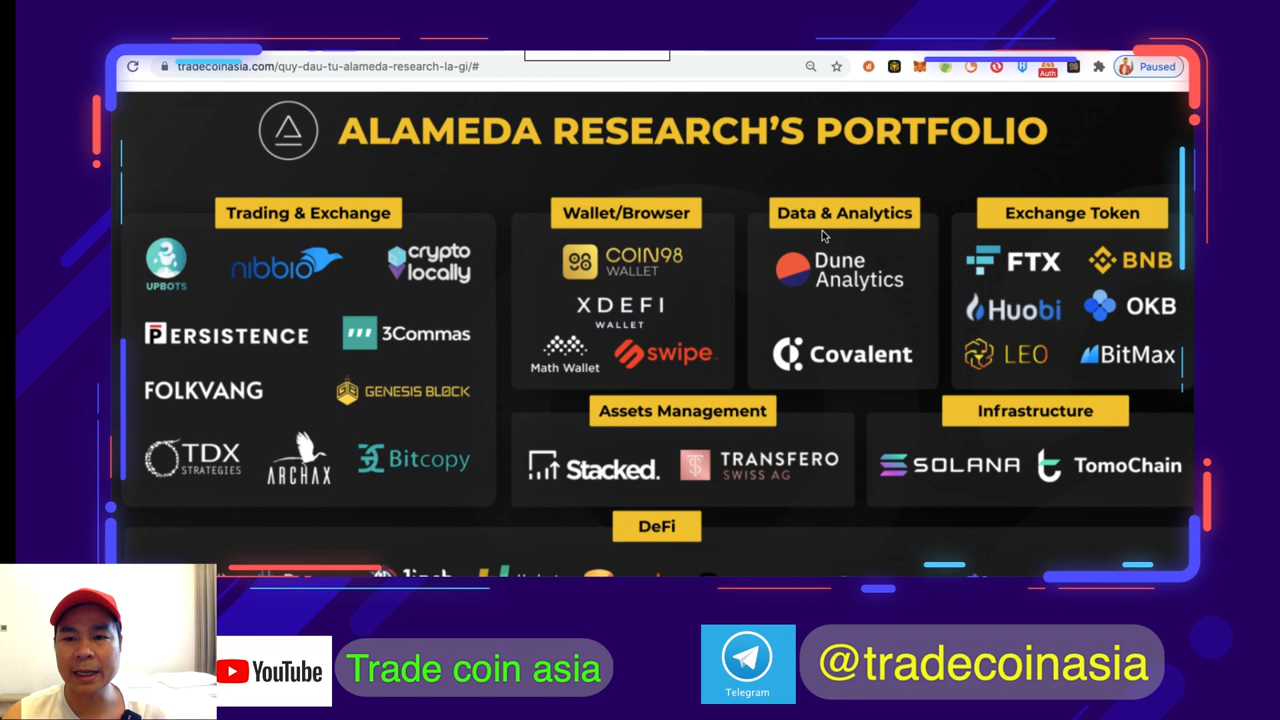 tradecoinasia.com/quy-dau-tu-alameda-research-la-gi/#
Auth
Paused
ALAMEDA RESEARCH'S PORTFOLIO
Trading & Exchange
UPBOTS
nibbio
crypto locally
PERSISTENCE
3Commas
FOLKVANG
GENESIS BLOCK
TDX STRATEGIES
ARCHAX
Bitcopy
Wallet/Browser
COIN98 WALLET
XDEFI WALLET
Math Wallet
swipe
Data & Analytics
Dune Analytics
Covalent
Exchange Token
FTX
BNB
Huobi
OKB
LEO
BitMax
Assets Management
Stacked.
TRANSFERO SWISS AG
Infrastructure
SOLANA
TomoChain
DeFi
YouTube
Trade coin asia
Telegram
@tradecoinasia